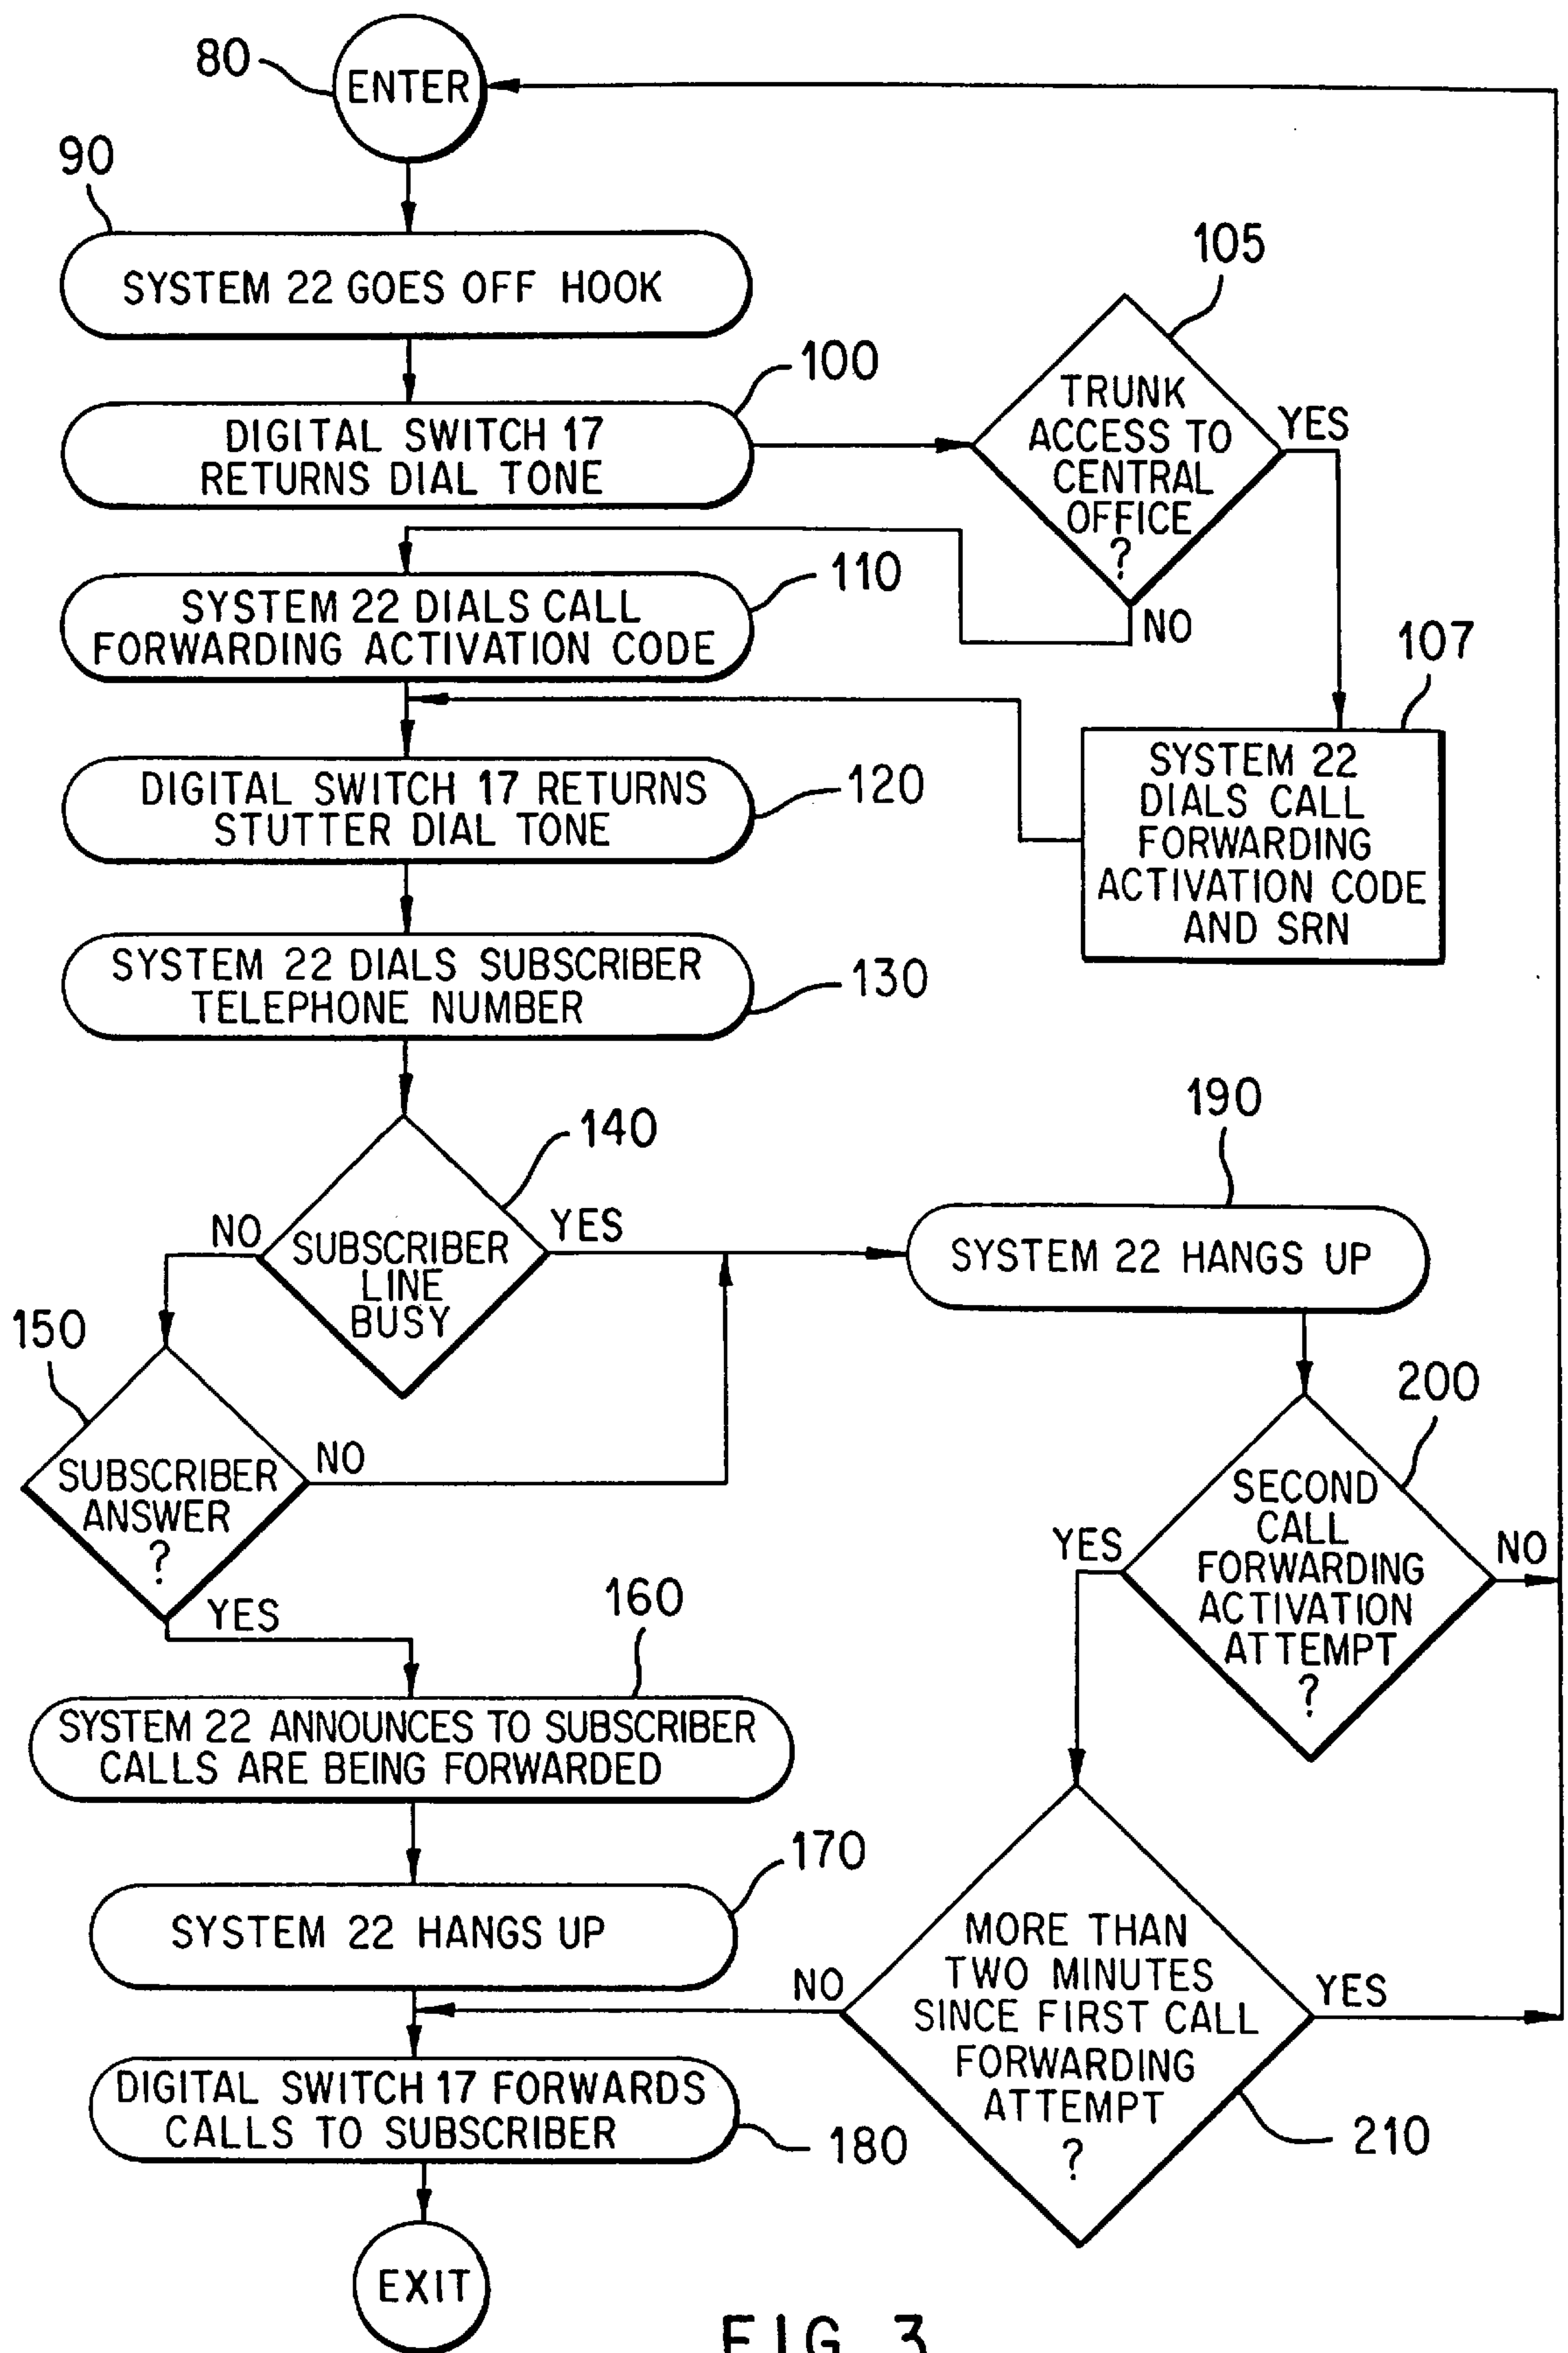 80
ENTER
90
SYSTEM 22 GOES OFF HOOK
105
100
DIGITAL SWITCH 17
RETURNS DIAL TONE
TRUNK
ACCESS TO
CENTRAL
OFFICE
?
YES
NO
110
SYSTEM 22 DIALS CALL
FORWARDING ACTIVATION CODE
107
SYSTEM 22
DIALS CALL
FORWARDING
ACTIVATION CODE
AND SRN
DIGITAL SWITCH 17 RETURNS
STUTTER DIAL TONE
120
SYSTEM 22 DIALS SUBSCRIBER
TELEPHONE NUMBER
130
140
NO
SUBSCRIBER
LINE
BUSY
YES
190
SYSTEM 22 HANGS UP
150
SUBSCRIBER
ANSWER
?
NO
YES
200
SECOND
CALL
FORWARDING
ACTIVATION
ATTEMPT
?
YES
NO
160
SYSTEM 22 ANNOUNCES TO SUBSCRIBER
CALLS ARE BEING FORWARDED
170
SYSTEM 22 HANGS UP
NO
MORE THAN
TWO MINUTES
SINCE FIRST CALL
FORWARDING
ATTEMPT
?
YES
210
DIGITAL SWITCH 17 FORWARDS
CALLS TO SUBSCRIBER
180
EXIT
FIG 3